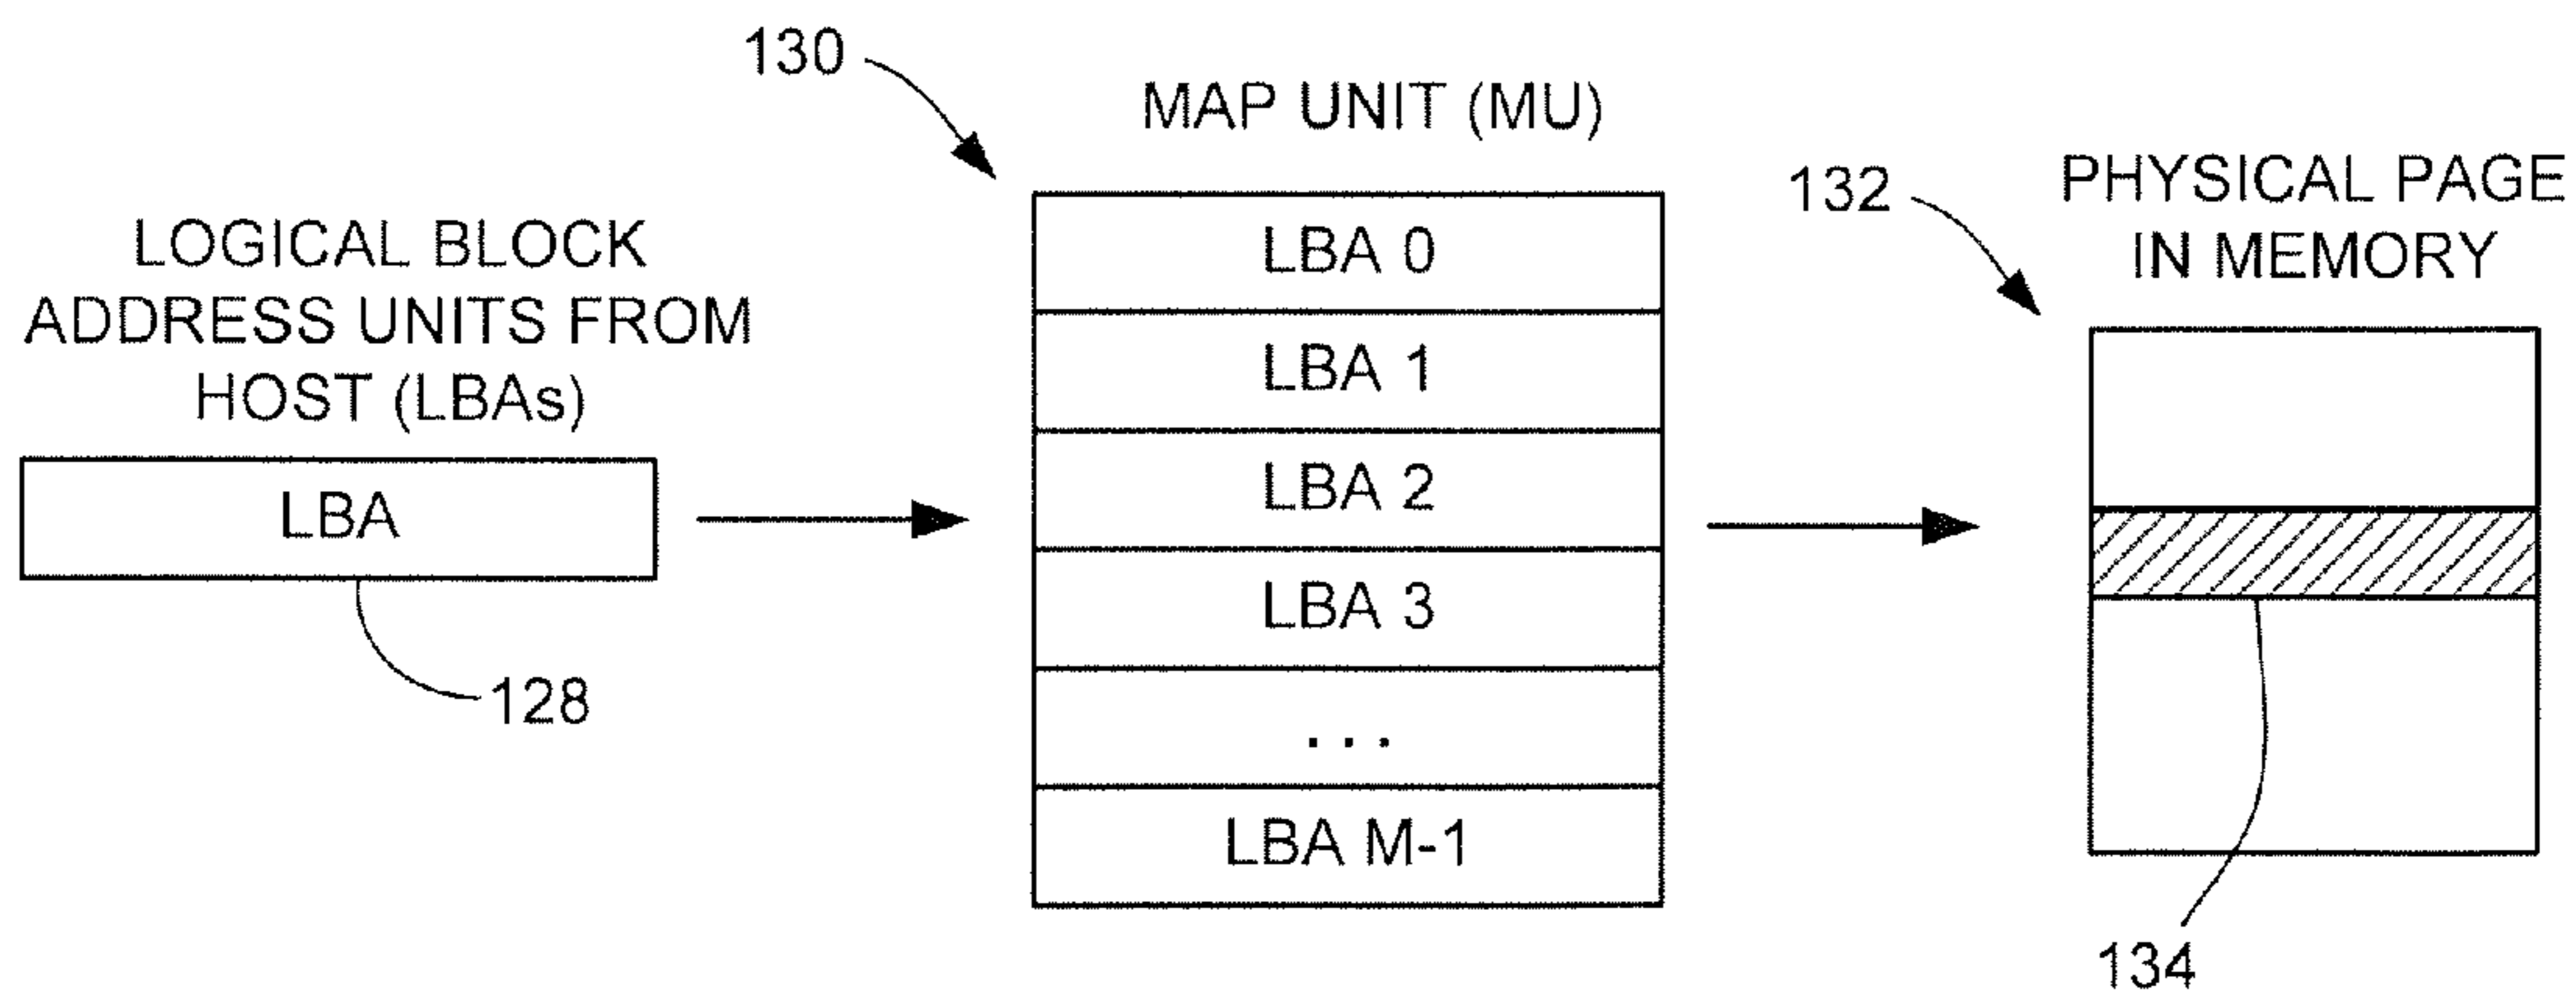 130
MAP UNIT (MU)
132
PHYSICAL PAGE
IN MEMORY
LOGICAL BLOCK
ADDRESS UNITS FROM
HOST (LBAs)
LBA
128
LBA 0
LBA 1
LBA 2
LBA 3
...
LBA M-1
134